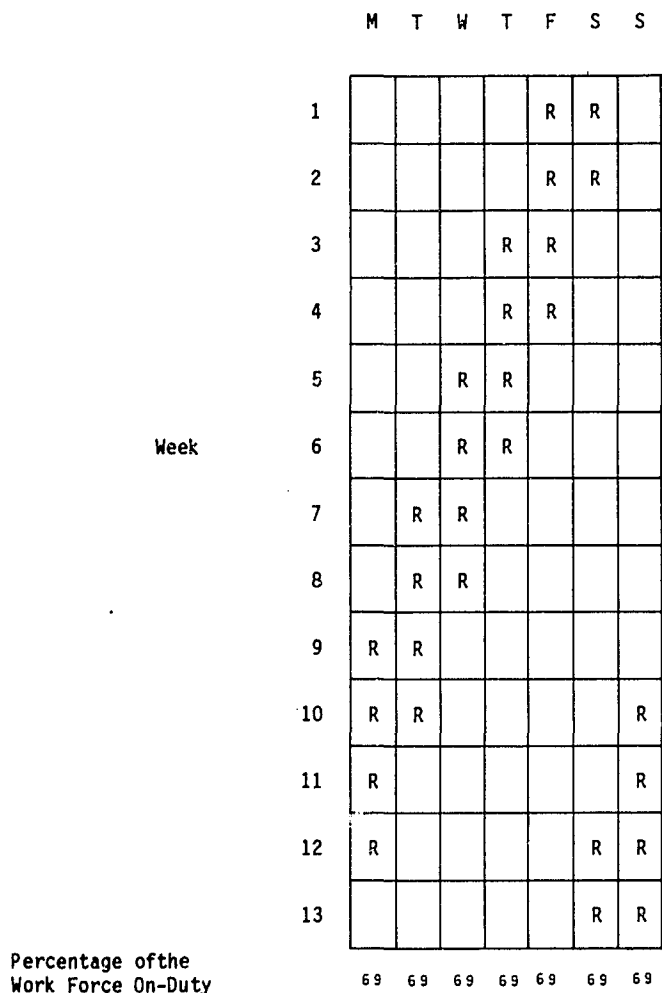 M T W T F S S
1 R R
2 R R
3 R R
4 R R
5 R R
Week 6 R R
7 R R
8 R R
9 R R
10 R R R
11 R R
12 R R R
13 R R
Percentage ofthe
Work Force On-Duty 69 69 69 69 69 69 69